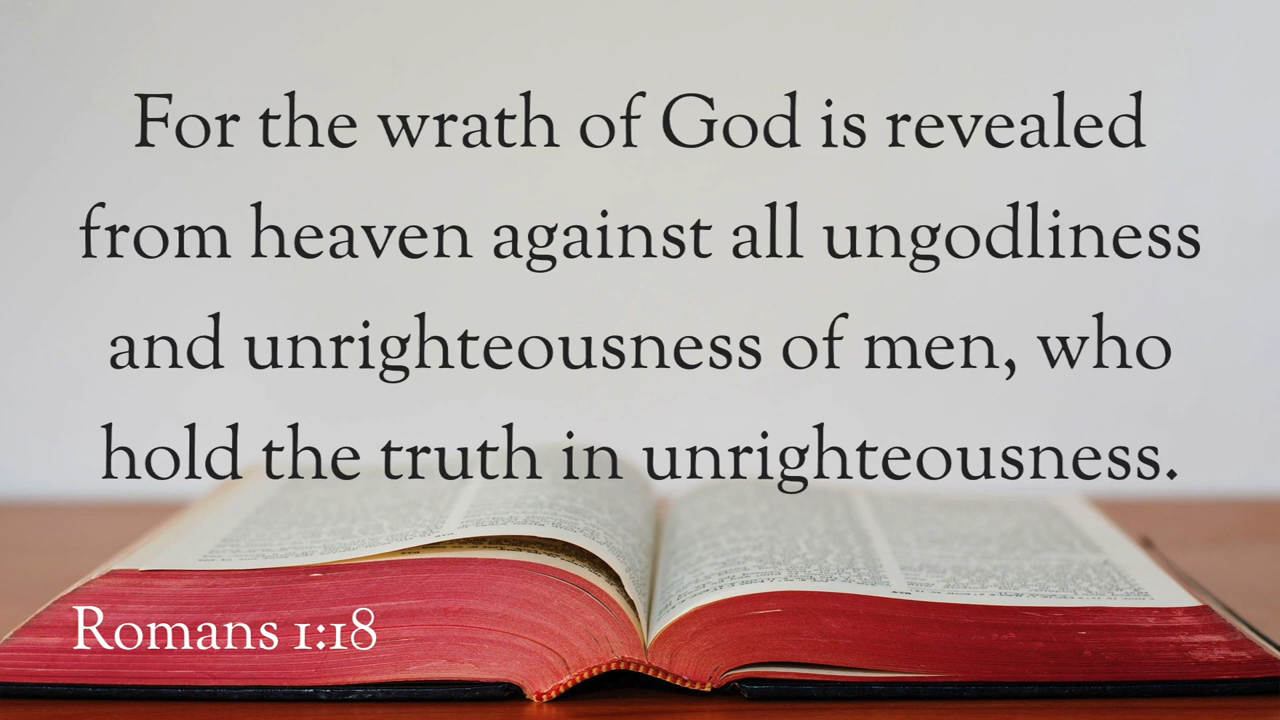 For the wrath of God is revealed
from heaven against all ungodliness
and unrighteousness of men, who
hold the truth in unrighteousness.
Romans 1:18